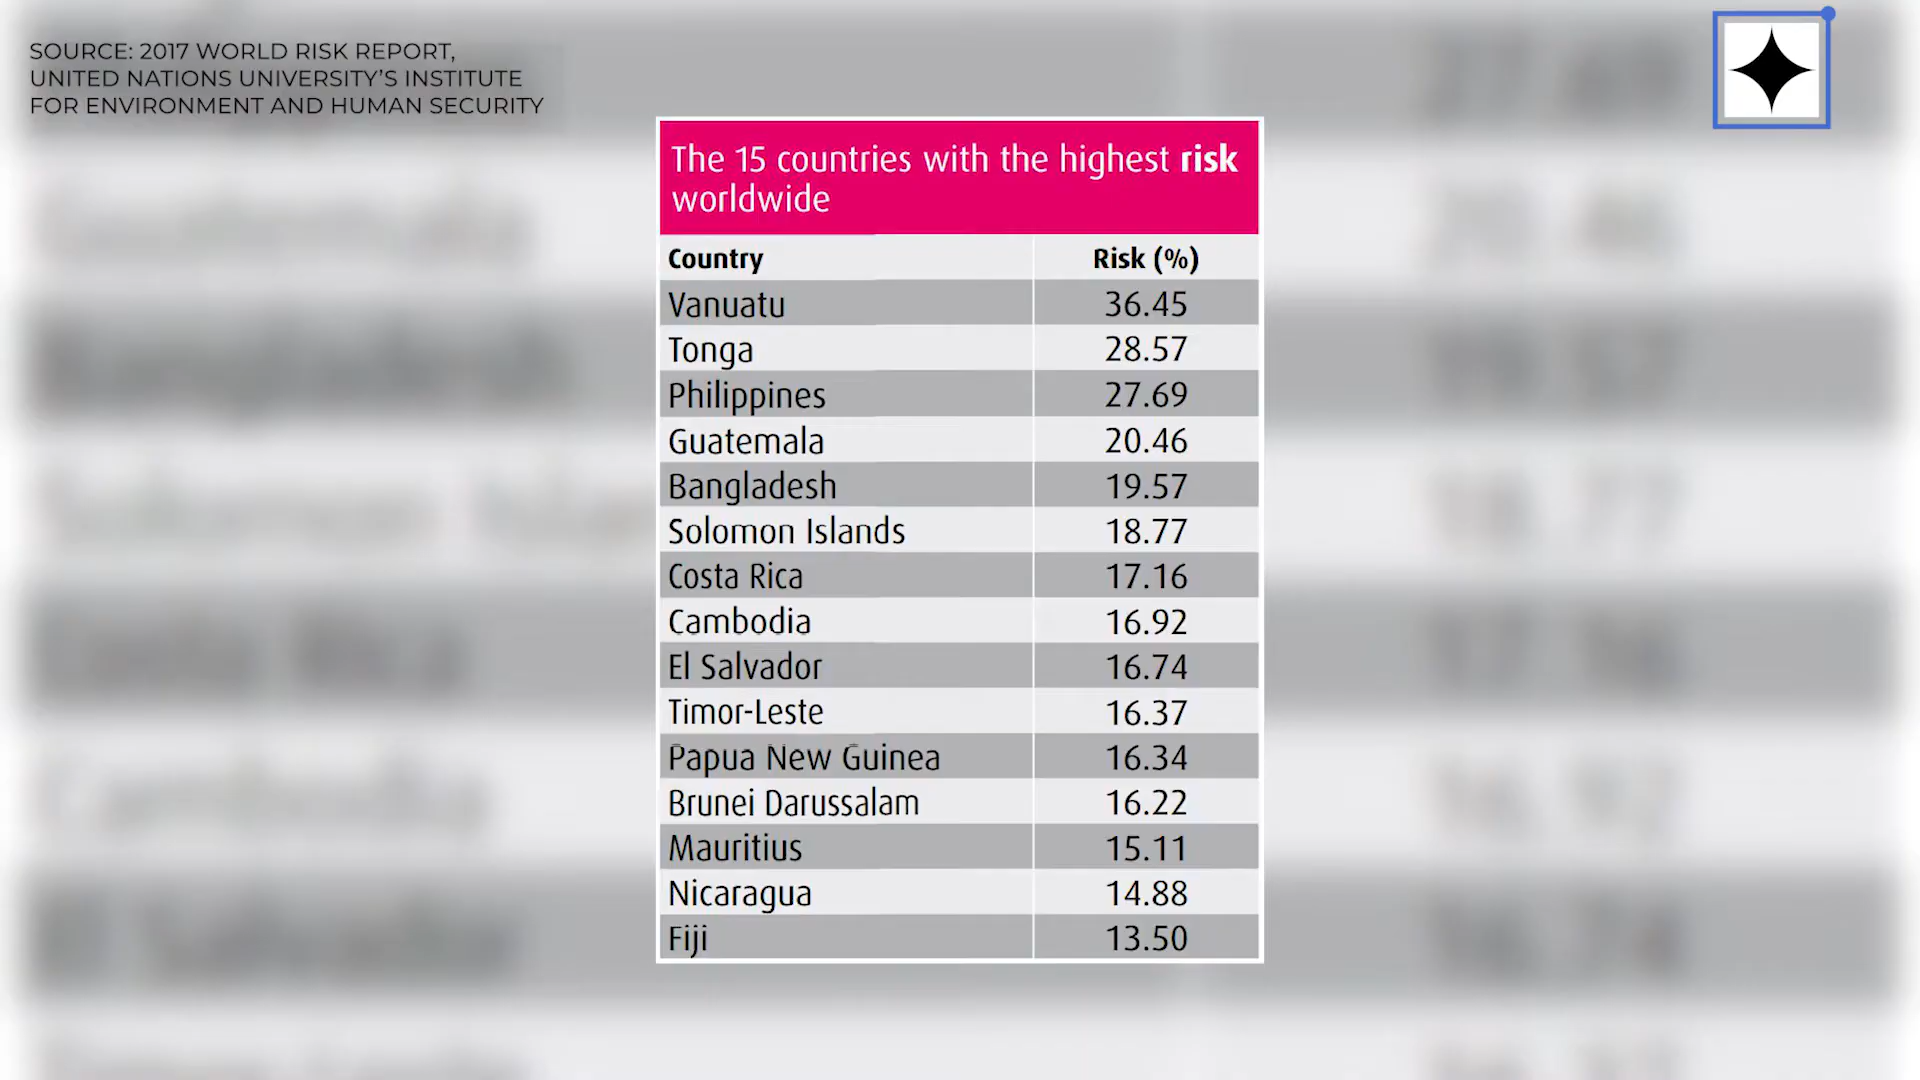 SOURCE: 2017 WORLD RISK REPORT,
UNITED NATIONS UNIVERSITY'S INSTITUTE
FOR ENVIRONMENT AND HUMAN SECURITY
The 15 countries with the highest risk
worldwide
Country Risk (%)
Vanuatu 36.45
Tonga 28.57
Philippines 27.69
Guatemala 20.46
Bangladesh 19.57
Solomon Islands 18.77
Costa Rica 17.16
Cambodia 16.92
El Salvador 16.74
Timor-Leste 16.37
Papua New Guinea 16.34
Brunei Darussalam 16.22
Mauritius 15.11
Nicaragua 14.88
Fiji 13.50